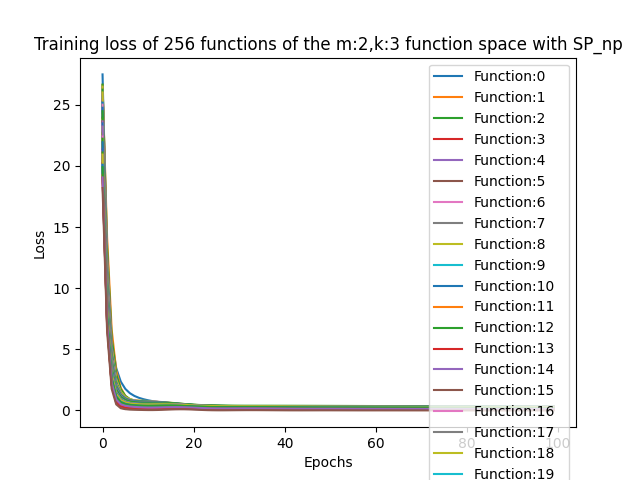 Training loss of 256 functions of the m:2,k:3 function space with SP_np
Loss
25
20
15
10
5
0
0
20
40
60
80
100
Epochs
Function:0
Function:1
Function:2
Function:3
Function:4
Function:5
Function:6
Function:7
Function:8
Function:9
Function:10
Function:11
Function:12
Function:13
Function:14
Function:15
Function:16
Function:17
Function:18
Function:19